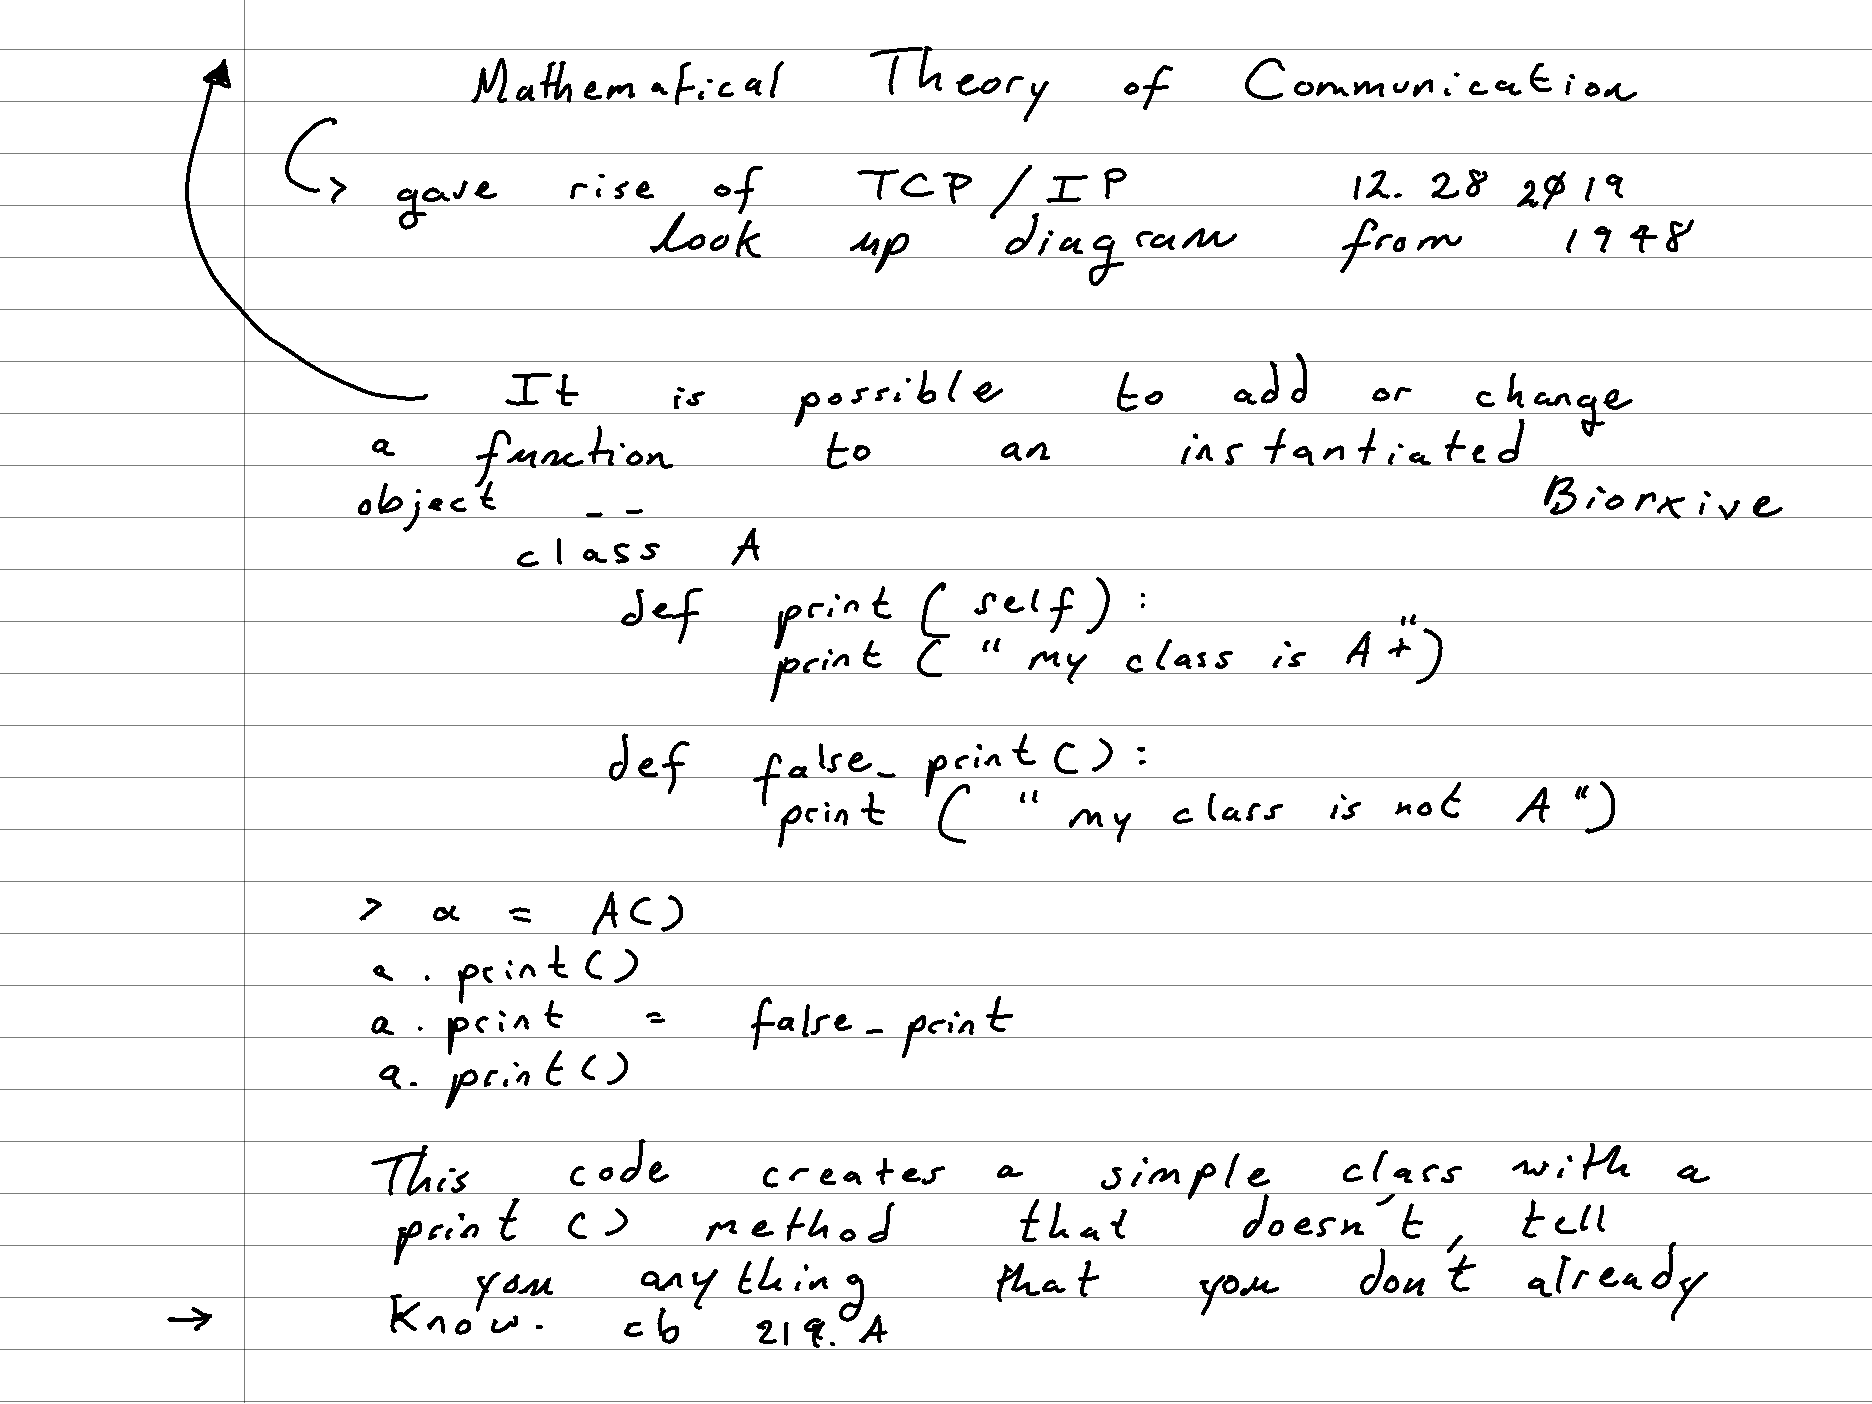 Mathematical Theory of Communication
gave rise of TCP/IP 12. 28 2019
look up diagram from 1948
It is possible to add or change
a function to an instantiated
object _ _ Biorxive
class A
def print ( self ) :
print ( " my class is A + " )
def false_print () :
print ( " my class is not A " )
> a = A()
a . print ()
a . print = false_print
a. print ()
This code creates a simple class with a
print () method that doesn't, tell
you anything that you don't already
→ know. cb 219. A